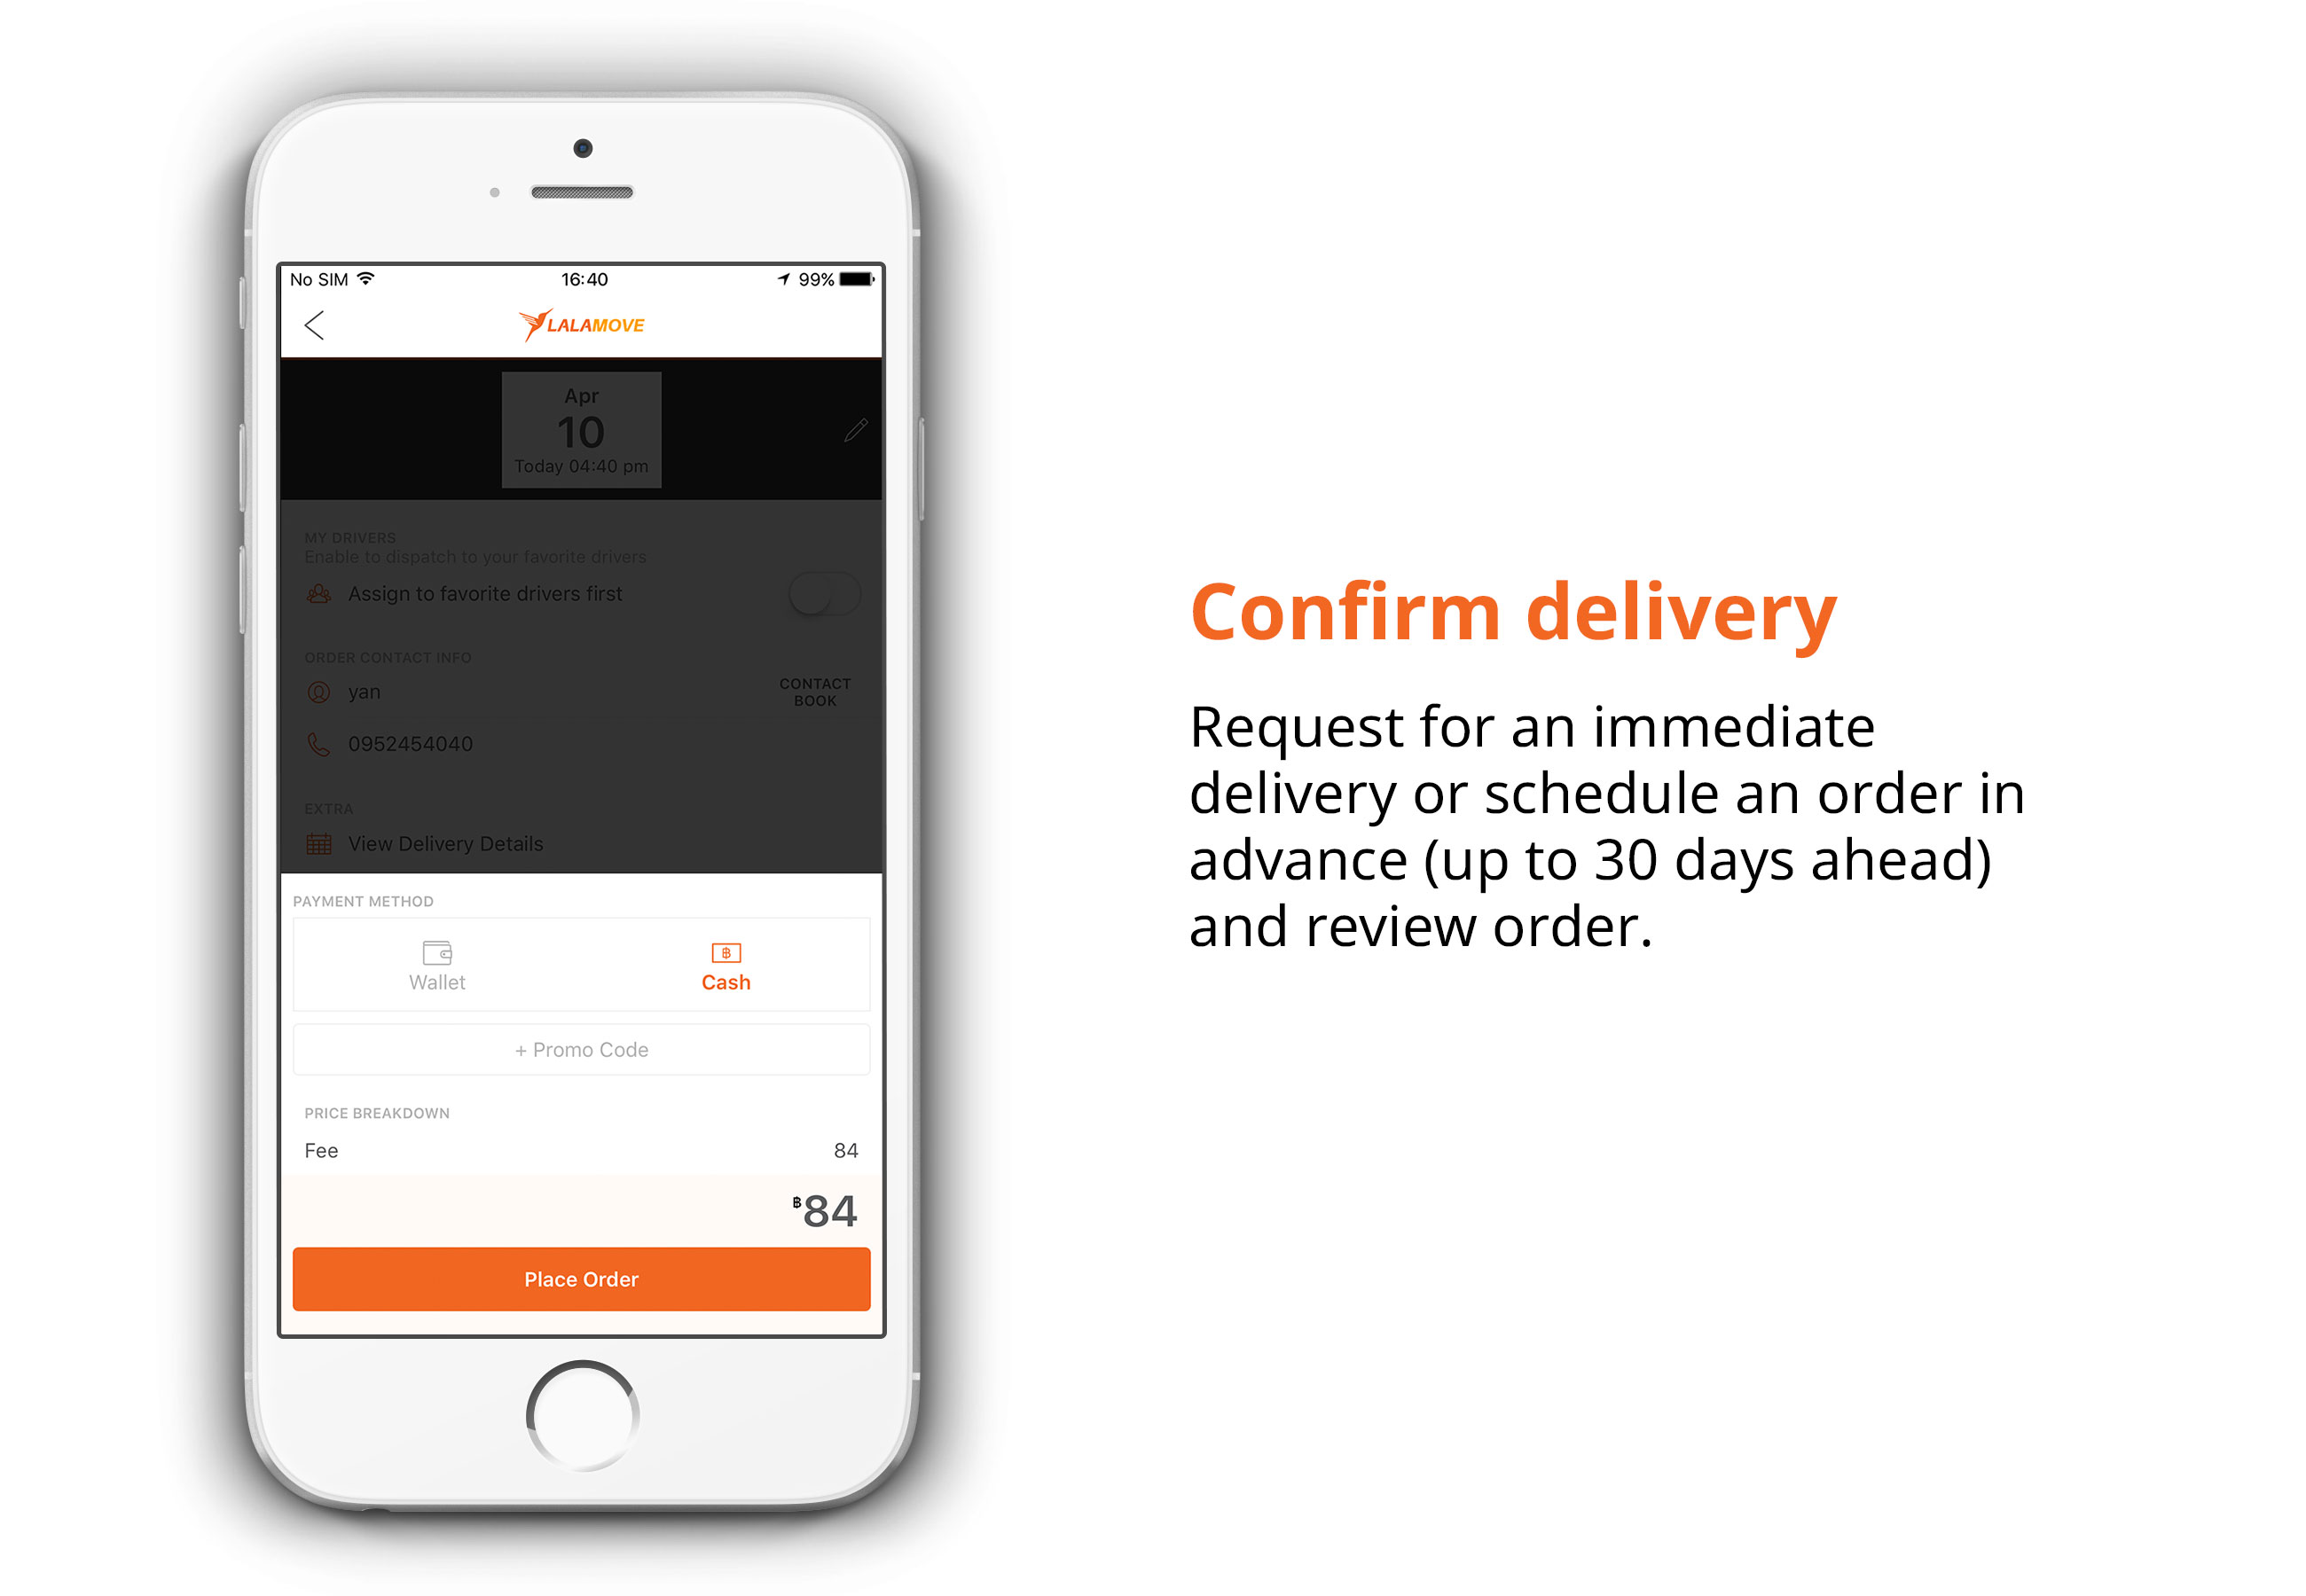 No SIM 16:40 99%
LALAMOVE
Apr
10
Today 04:40 pm
MY DRIVERS
Enable to dispatch to your favorite drivers
Assign to favorite drivers first
ORDER CONTACT INFO
yan
CONTACT
BOOK
0952454040
EXTRA
View Delivery Details
PAYMENT METHOD
฿
Wallet Cash
+ Promo Code
PRICE BREAKDOWN
Fee 84
฿84
Place Order
Confirm delivery
Request for an immediate
delivery or schedule an order in
advance (up to 30 days ahead)
and review order.